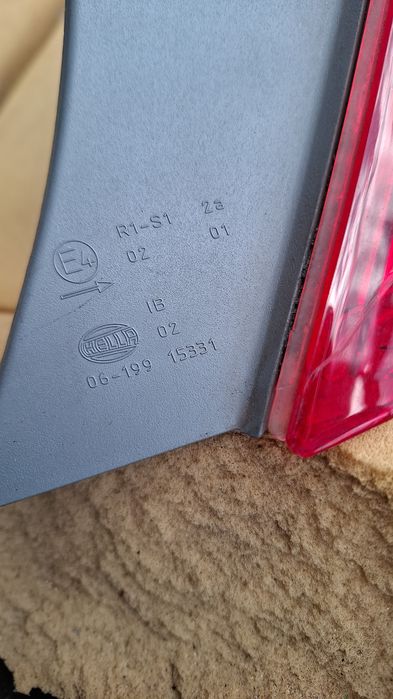 R1-S1 2a
E4 02 01
→
IB
HELLA 02
06-199 15331